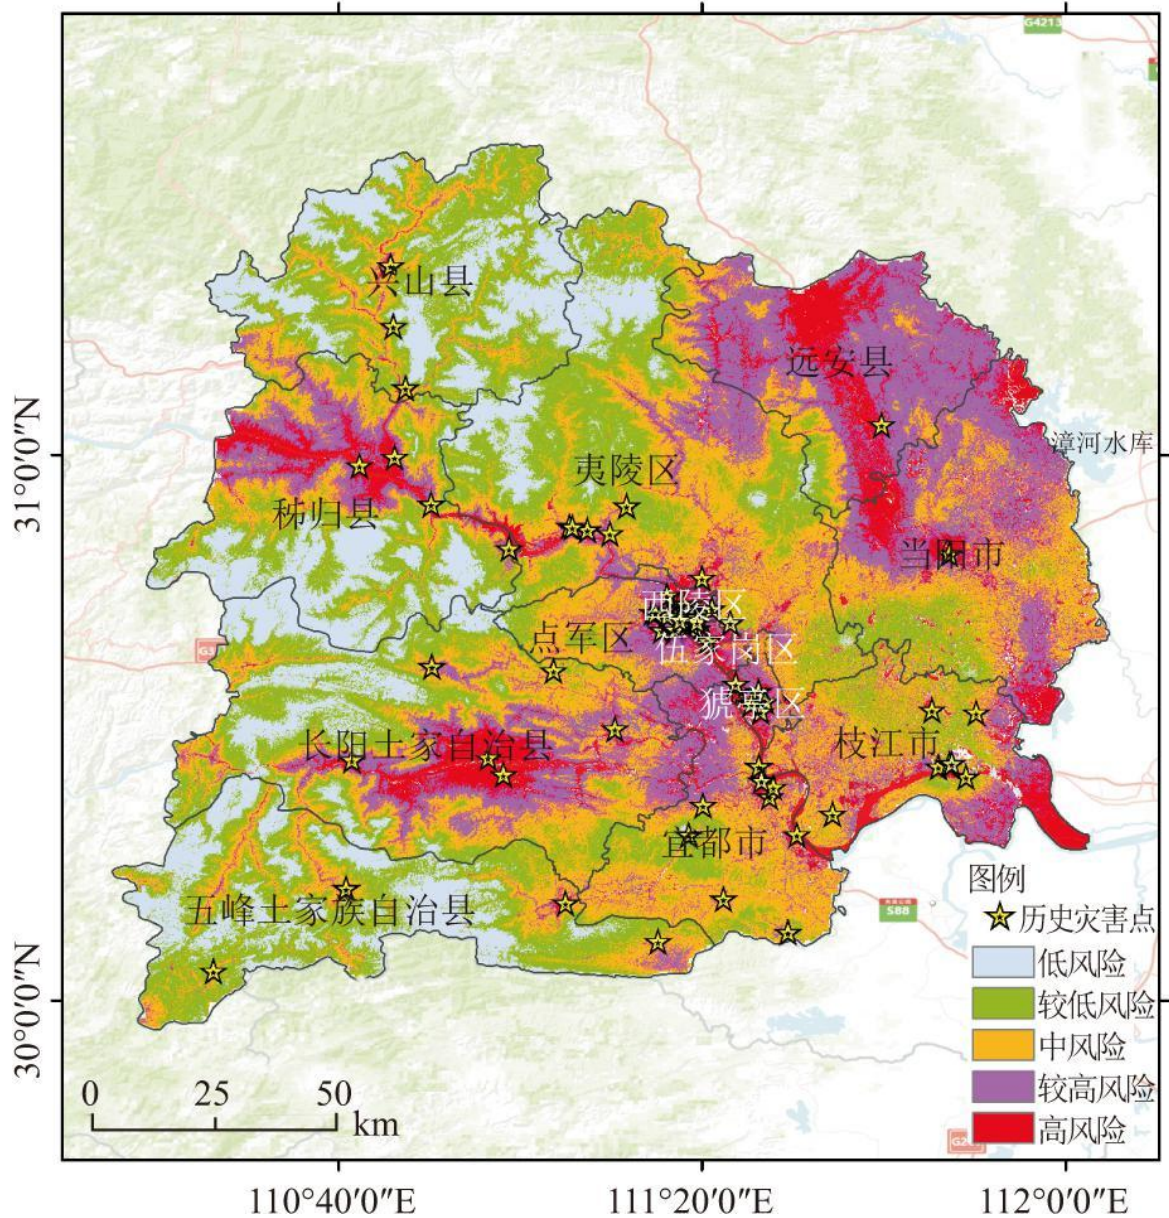 G4213
兴山县
远安县
漳河水库
31°0′0″N
夷陵区
秭归县
当阳市
西陵区
点军区
伍家岗区
猇亭区
长阳土家自治县
枝江市
宜都市
五峰土家族自治县
S88
30°0′0″N
图例
历史灾害点
低风险
较低风险
中风险
较高风险
高风险
0 25 50
km
110°40′0″E
111°20′0″E
112°0′0″E